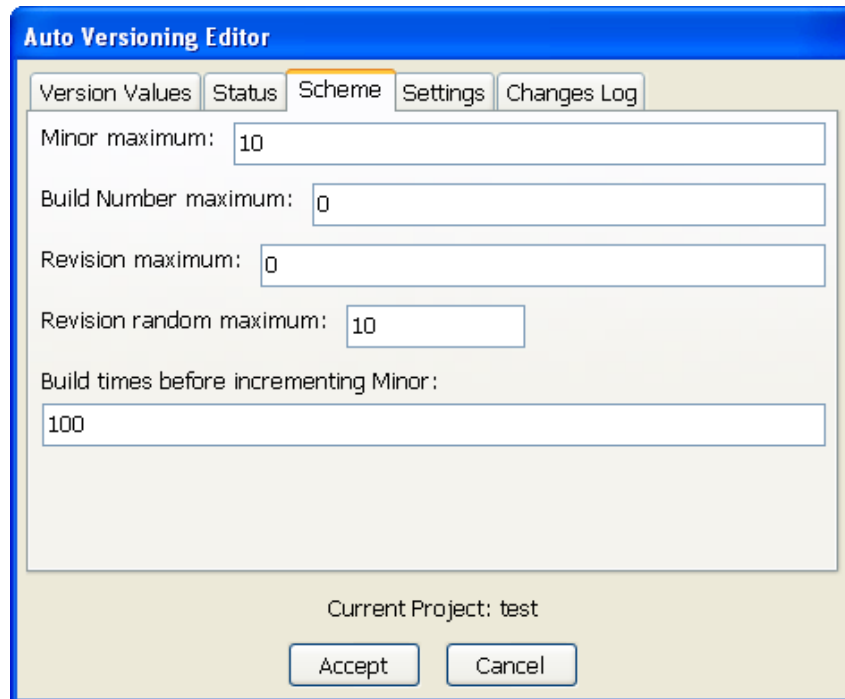 Auto Versioning Editor
Version Values Status Scheme Settings Changes Log
Minor maximum: 10
Build Number maximum: 0
Revision maximum: 0
Revision random maximum: 10
Build times before incrementing Minor:
100
Current Project: test
Accept Cancel